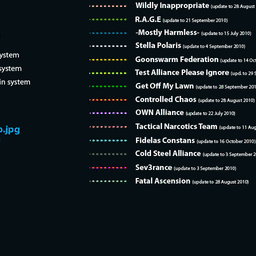 Wildly Inappropriate (update to 28 August
R.A.G.E (update to 21 September 2010)
-Mostly Harmless- (update to 15 July 2010)
Stella Polaris (update to 4 September 2010)
ystem
Goonswarm Federation (update to 14 Oc
system
Test Alliance Please Ignore (upd. to 29 S
in system
Get Off My Lawn (update to 28 September 201
Controlled Chaos (update to 28 August 2010)
OWN Alliance (update to 22 July 2010)
o.jpg
Tactical Narcotics Team (update to 11 Au
Fidelas Constans (update to 16 October 2010)
Cold Steel Alliance (update to 3 September 2
Sev3rance (update to 3 September 2010)
Fatal Ascension (update to 28 August 2010)